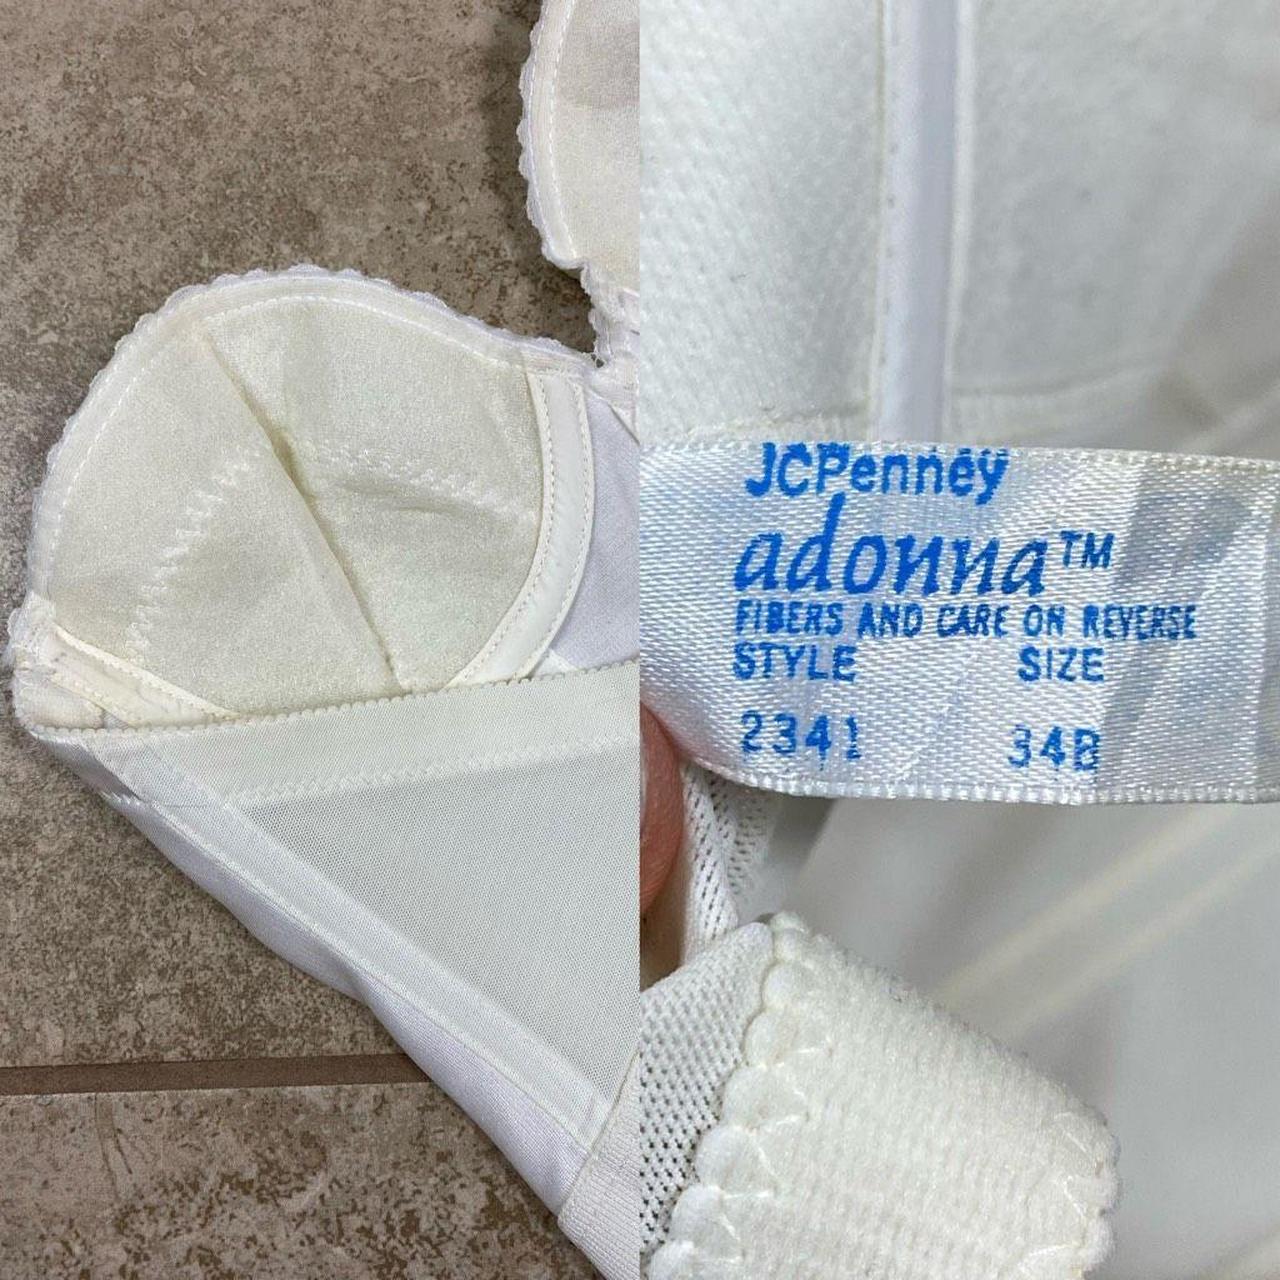 JCPenney
adonna™
FIBERS AND CARE ON REVERSE
STYLE SIZE
2341 34B